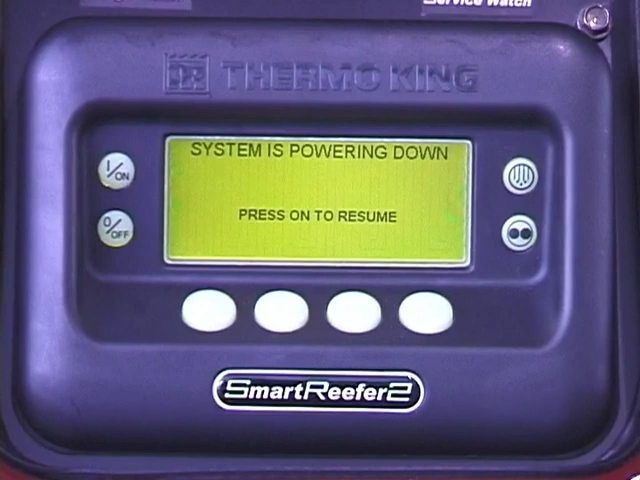 Service Watch
THERMO KING
SYSTEM IS POWERING DOWN
I/ON
PRESS ON TO RESUME
O/OFF
SmartReefer2